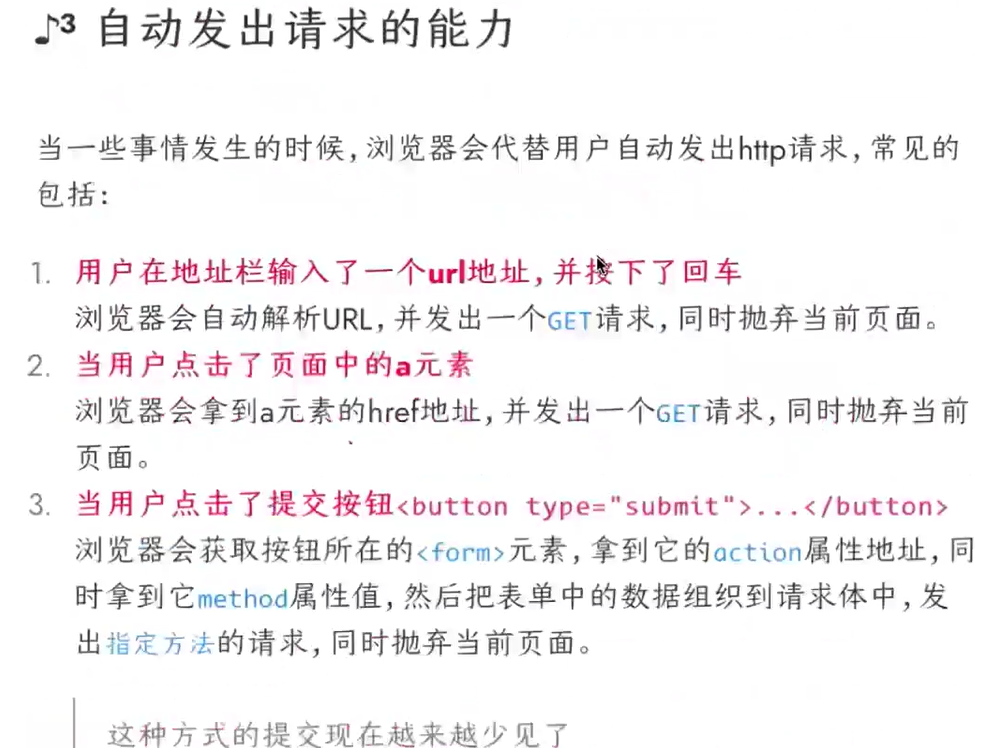 ♪³ 自动发出请求的能力
当一些事情发生的时候,浏览器会代替用户自动发出http请求,常见的
包括:
1. 用户在地址栏输入了一个url地址,并按下了回车
浏览器会自动解析URL,并发出一个GET请求,同时抛弃当前页面。
2. 当用户点击了页面中的a元素
浏览器会拿到a元素的href地址,并发出一个GET请求,同时抛弃当前
页面。
3. 当用户点击了提交按钮<button type="submit">...</button>
浏览器会获取按钮所在的<form>元素,拿到它的action属性地址,同
时拿到它method属性值,然后把表单中的数据组织到请求体中,发
出指定方法的请求,同时抛弃当前页面。
这种方式的提交现在越来越少见了